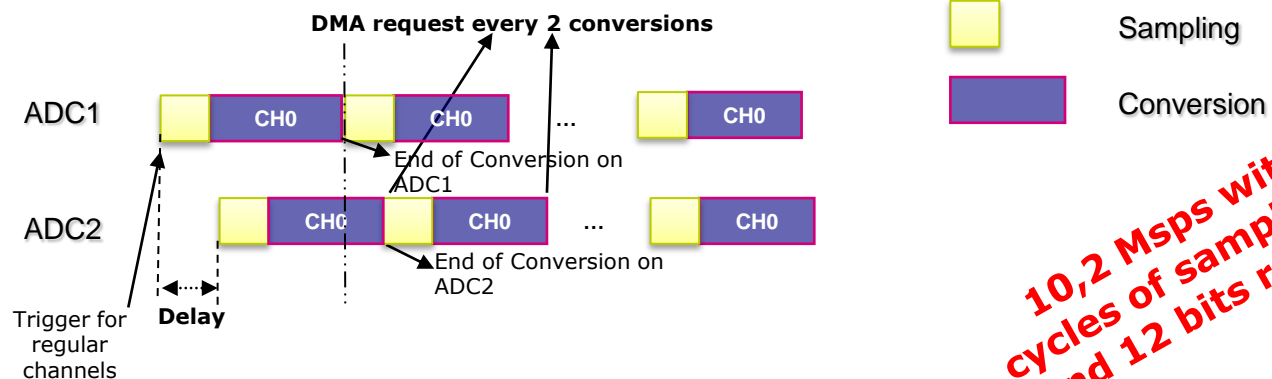 DMA request every 2 conversions
Sampling
Conversion
ADC1
CH0
CH0
...
CH0
End of Conversion on
ADC1
ADC2
CH0
CH0
...
CH0
End of Conversion on
ADC2
Delay
Trigger for
regular
channels
10,2 Msps
cycles of
12 bits